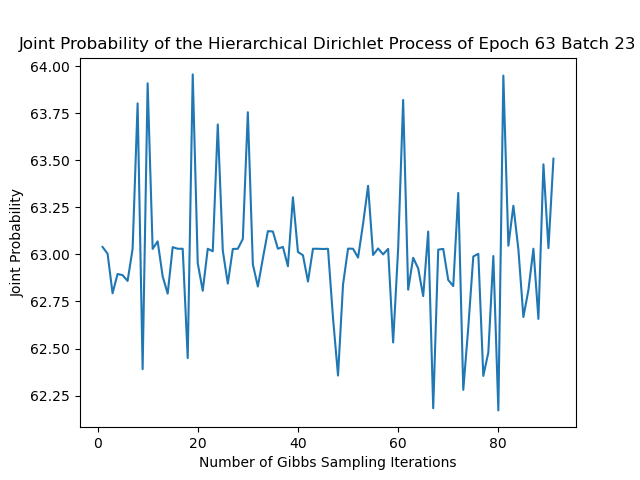 Joint Probability of the Hierarchical Dirichlet Process of Epoch 63 Batch 23
64.00
63.75
63.50
63.25
63.00
62.75
62.50
62.25
Joint Probability
0 20 40 60 80
Number of Gibbs Sampling Iterations